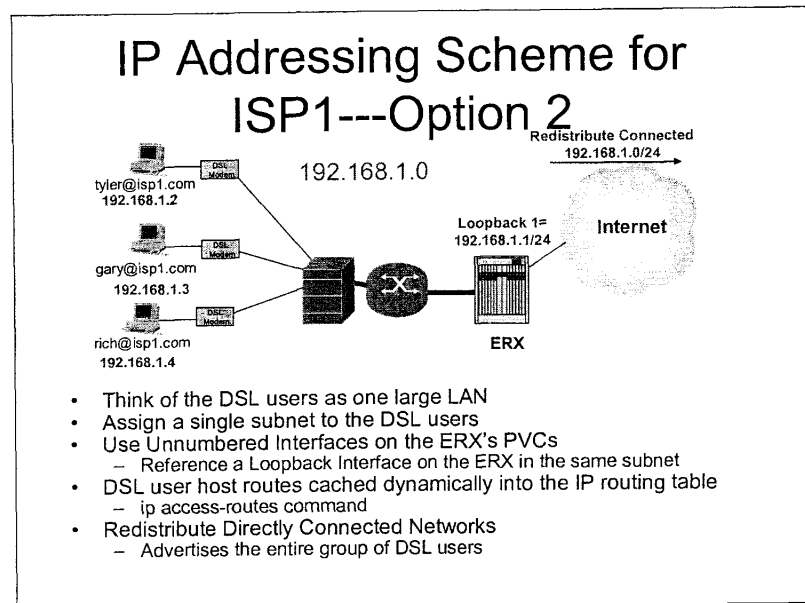 IP Addressing Scheme for
ISP1---Option 2
Redistribute Connected
192.168.1.0/24
DSL
Modem
192.168.1.0
tyler@isp1.com
192.168.1.2
Loopback 1=
192.168.1.1/24
Internet
DSL
Modem
gary@isp1.com
192.168.1.3
DSL
Modem
rich@isp1.com
192.168.1.4
ERX
• Think of the DSL users as one large LAN
• Assign a single subnet to the DSL users
• Use Unnumbered Interfaces on the ERX's PVCs
– Reference a Loopback Interface on the ERX in the same subnet
• DSL user host routes cached dynamically into the IP routing table
– ip access-routes command
• Redistribute Directly Connected Networks
– Advertises the entire group of DSL users